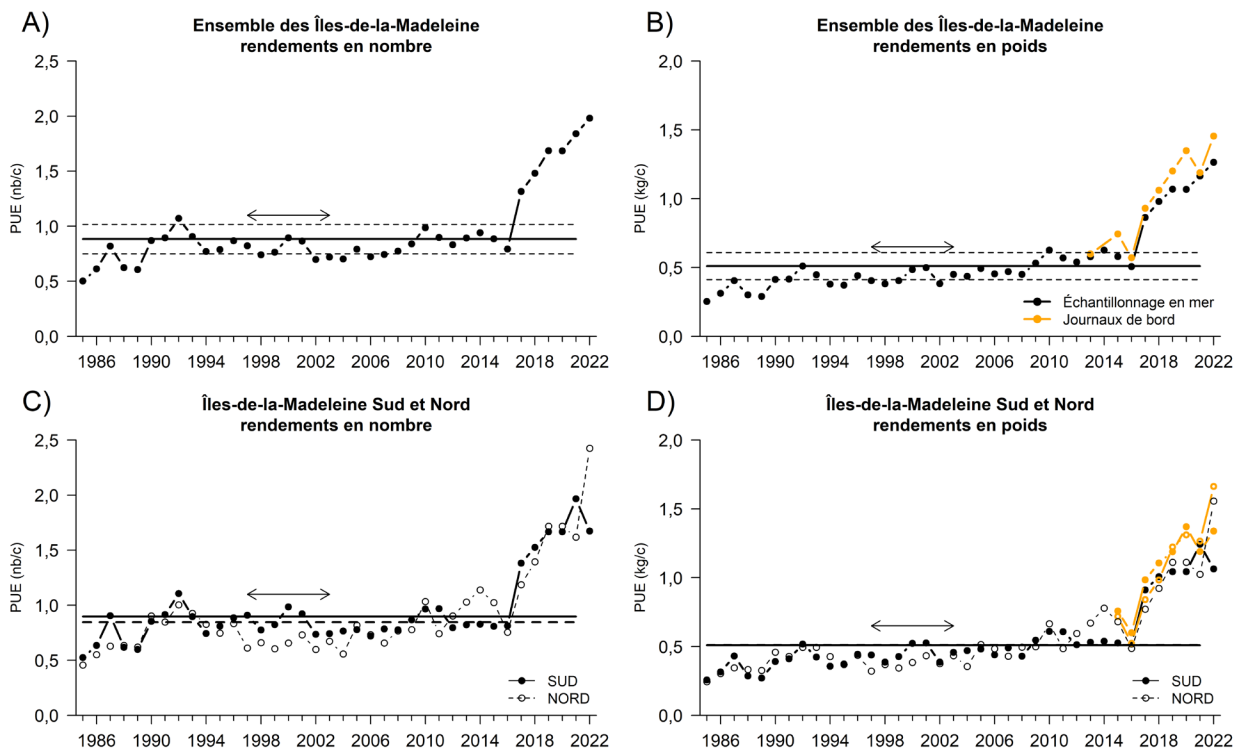 A)
Ensemble des Îles-de-la-Madeleine
rendements en nombre
PUE (nb/c)
2,5
2,0
1,5
1,0
0,5
0,0
1986 1990 1994 1998 2002 2006 2010 2014 2018 2022
B)
Ensemble des Îles-de-la-Madeleine
rendements en poids
PUE (kg/c)
2,0
1,5
1,0
0,5
0,0
Échantillonnage en mer
Journaux de bord
1986 1990 1994 1998 2002 2006 2010 2014 2018 2022
C)
Îles-de-la-Madeleine Sud et Nord
rendements en nombre
PUE (nb/c)
2,5
2,0
1,5
1,0
0,5
0,0
SUD
NORD
1986 1990 1994 1998 2002 2006 2010 2014 2018 2022
D)
Îles-de-la-Madeleine Sud et Nord
rendements en poids
PUE (kg/c)
2,0
1,5
1,0
0,5
0,0
SUD
NORD
1986 1990 1994 1998 2002 2006 2010 2014 2018 2022